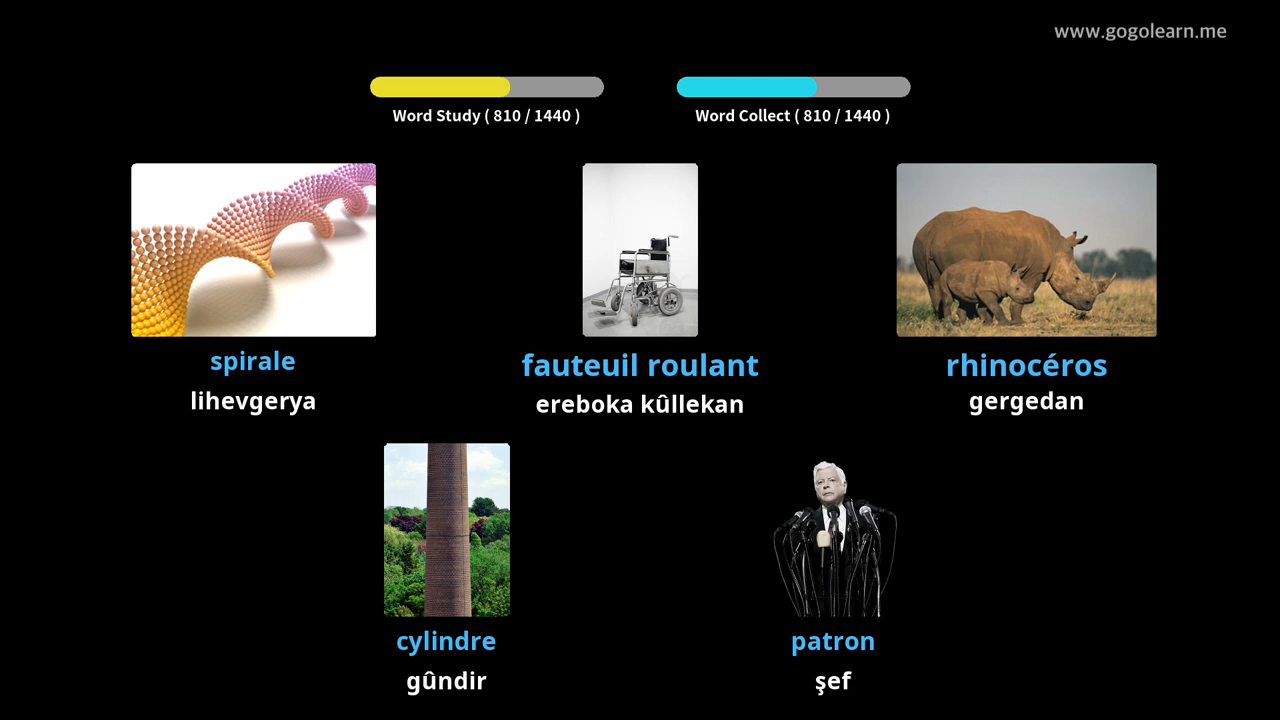 www.gogolearn.me
Word Study ( 810 / 1440 )
Word Collect ( 810 / 1440 )
spirale
lihevgerya
fauteuil roulant
ereboka kûllekan
rhinocéros
gergedan
cylindre
gûndir
patron
şef